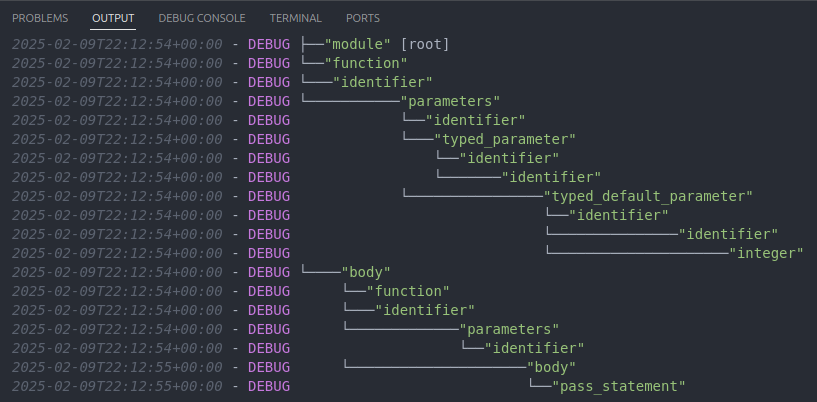 PROBLEMS OUTPUT DEBUG CONSOLE TERMINAL PORTS
2025-02-09T22:12:54+00:00 - DEBUG ├──"module" [root]
2025-02-09T22:12:54+00:00 - DEBUG └──"function"
2025-02-09T22:12:54+00:00 - DEBUG └───"identifier"
2025-02-09T22:12:54+00:00 - DEBUG └───────────"parameters"
2025-02-09T22:12:54+00:00 - DEBUG             └──"identifier"
2025-02-09T22:12:54+00:00 - DEBUG             └───"typed_parameter"
2025-02-09T22:12:54+00:00 - DEBUG                 └──"identifier"
2025-02-09T22:12:54+00:00 - DEBUG                 └───────"identifier"
2025-02-09T22:12:54+00:00 - DEBUG             └────────────────"typed_default_parameter"
2025-02-09T22:12:54+00:00 - DEBUG                              └──"identifier"
2025-02-09T22:12:54+00:00 - DEBUG                              └───────────────"identifier"
2025-02-09T22:12:54+00:00 - DEBUG                              └─────────────────────"integer"
2025-02-09T22:12:54+00:00 - DEBUG └────"body"
2025-02-09T22:12:54+00:00 - DEBUG      └──"function"
2025-02-09T22:12:54+00:00 - DEBUG      └───"identifier"
2025-02-09T22:12:54+00:00 - DEBUG      └─────────────"parameters"
2025-02-09T22:12:54+00:00 - DEBUG                    └──"identifier"
2025-02-09T22:12:55+00:00 - DEBUG      └─────────────────────"body"
2025-02-09T22:12:55+00:00 - DEBUG                            └──"pass_statement"